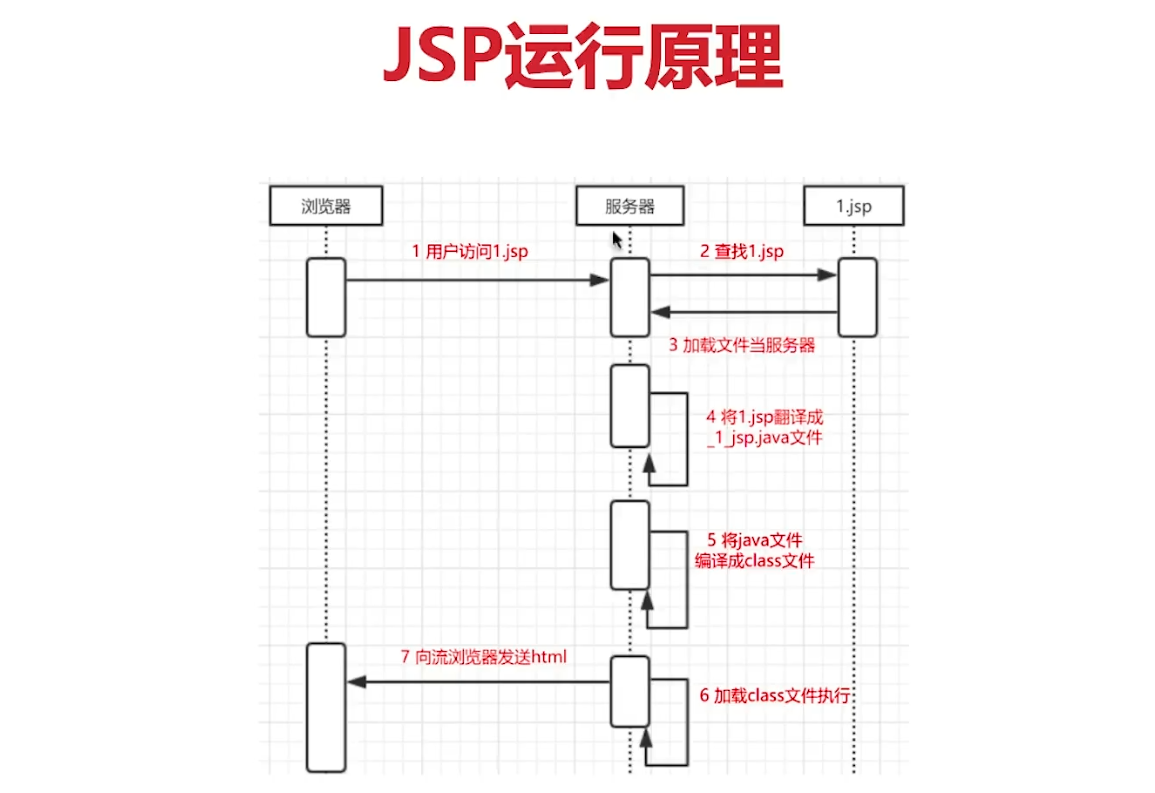 JSP运行原理
浏览器
服务器
1.jsp
1 用户访问1.jsp
2 查找1.jsp
3 加载文件当服务器
4 将1.jsp翻译成
_1_jsp.java文件
5 将java文件
编译成class文件
7 向流浏览器发送html
6 加载class文件执行